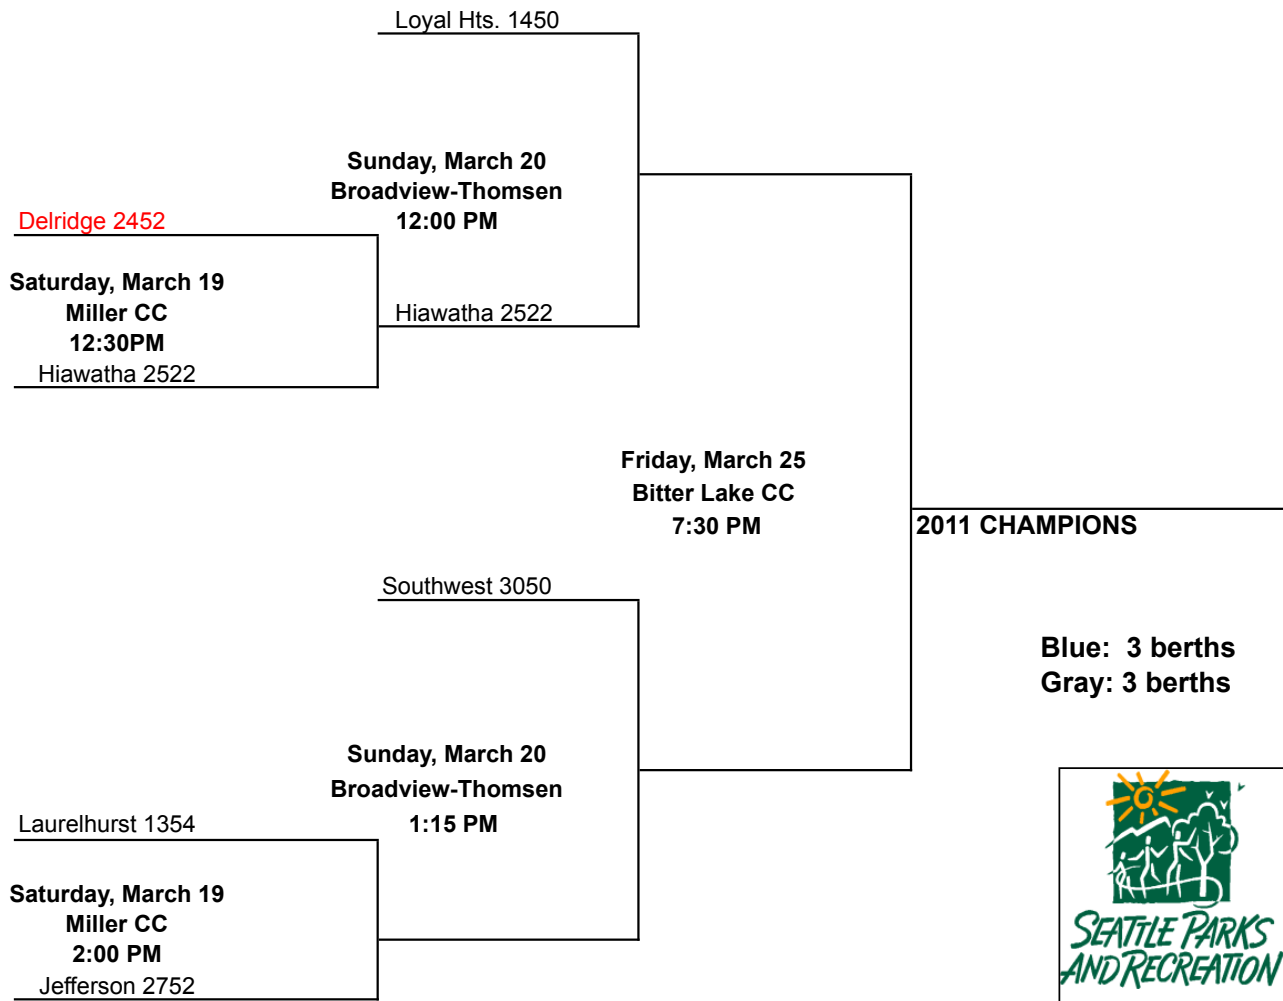 Loyal Hts. 1450
Sunday, March 20
Broadview-Thomsen
12:00 PM
Delridge 2452
Saturday, March 19
Miller CC
12:30PM
Hiawatha 2522
Hiawatha 2522
Friday, March 25
Bitter Lake CC
7:30 PM
2011 CHAMPIONS
Southwest 3050
Blue:  3 berths
Gray: 3 berths
Sunday, March 20
Broadview-Thomsen
1:15 PM
Laurelhurst 1354
Saturday, March 19
Miller CC
2:00 PM
Jefferson 2752
SEATTLE PARKS
AND RECREATION